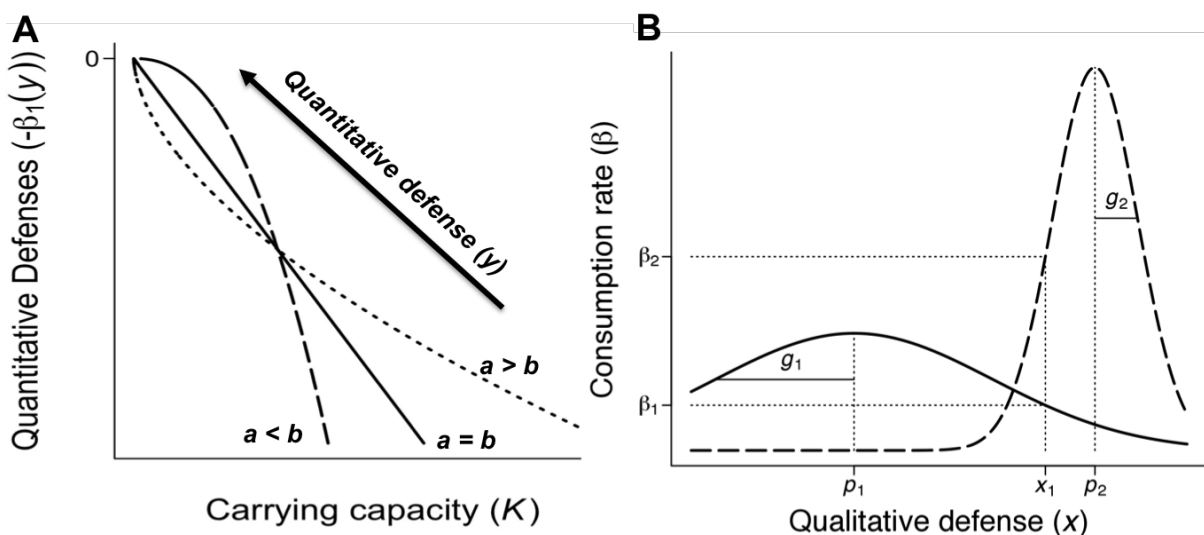 A
Quantitative Defenses (-β₁(y))
0
Quantitative defense (y)
a > b
a < b
a = b
Carrying capacity (K)
B
Consumption rate (β)
β₂
β₁
g₁
g₂
p₁
x₁
p₂
Qualitative defense (x)